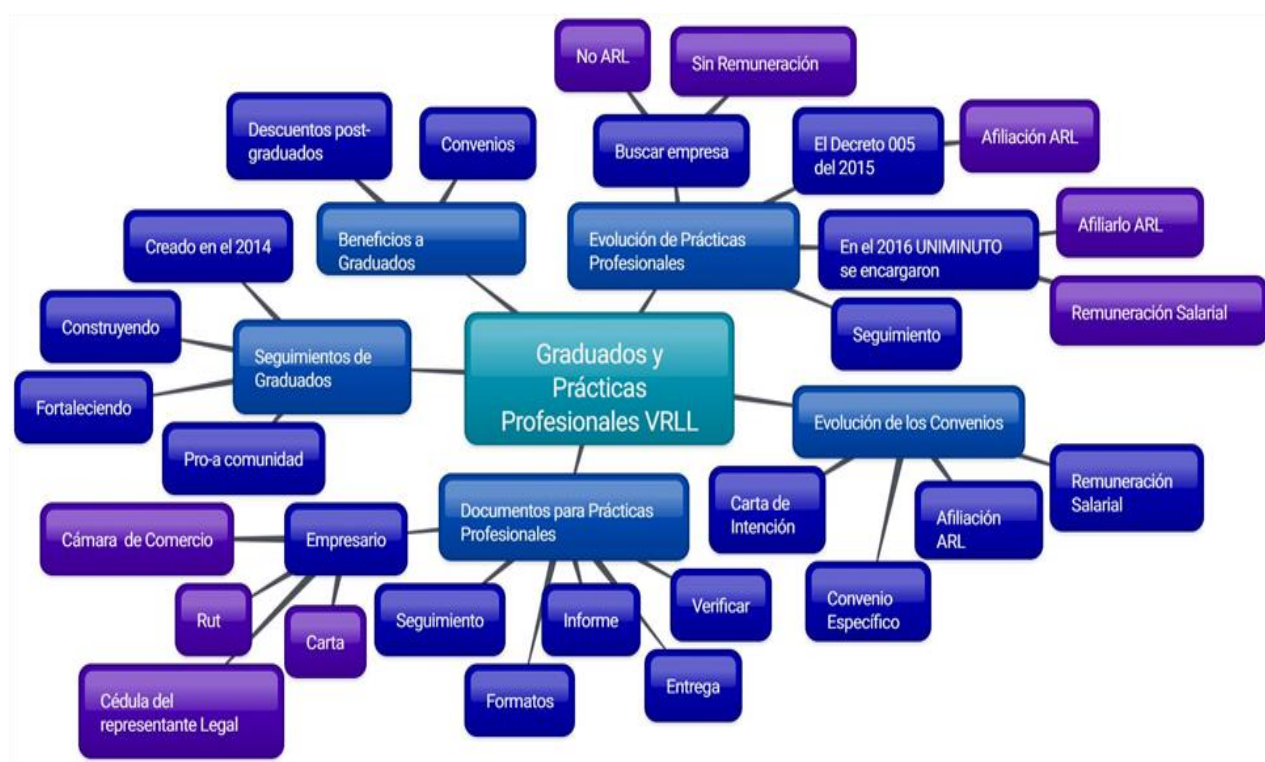 Graduados y
Prácticas
Profesionales VRLL
Beneficios a
Graduados
Descuentos post-
graduados
Convenios
Evolución de Prácticas
Profesionales
Buscar empresa
No ARL
Sin Remuneración
El Decreto 005
del 2015
Afiliación ARL
En el 2016 UNIMINUTO
se encargaron
Afiliarlo ARL
Remuneración Salarial
Seguimiento
Evolución de los Convenios
Carta de
Intención
Convenio
Específico
Afiliación
ARL
Remuneración
Salarial
Documentos para Prácticas
Profesionales
Verificar
Entrega
Informe
Formatos
Seguimiento
Empresario
Cámara de Comercio
Rut
Carta
Cédula del
representante Legal
Seguimientos de
Graduados
Creado en el 2014
Construyendo
Fortaleciendo
Pro-a comunidad